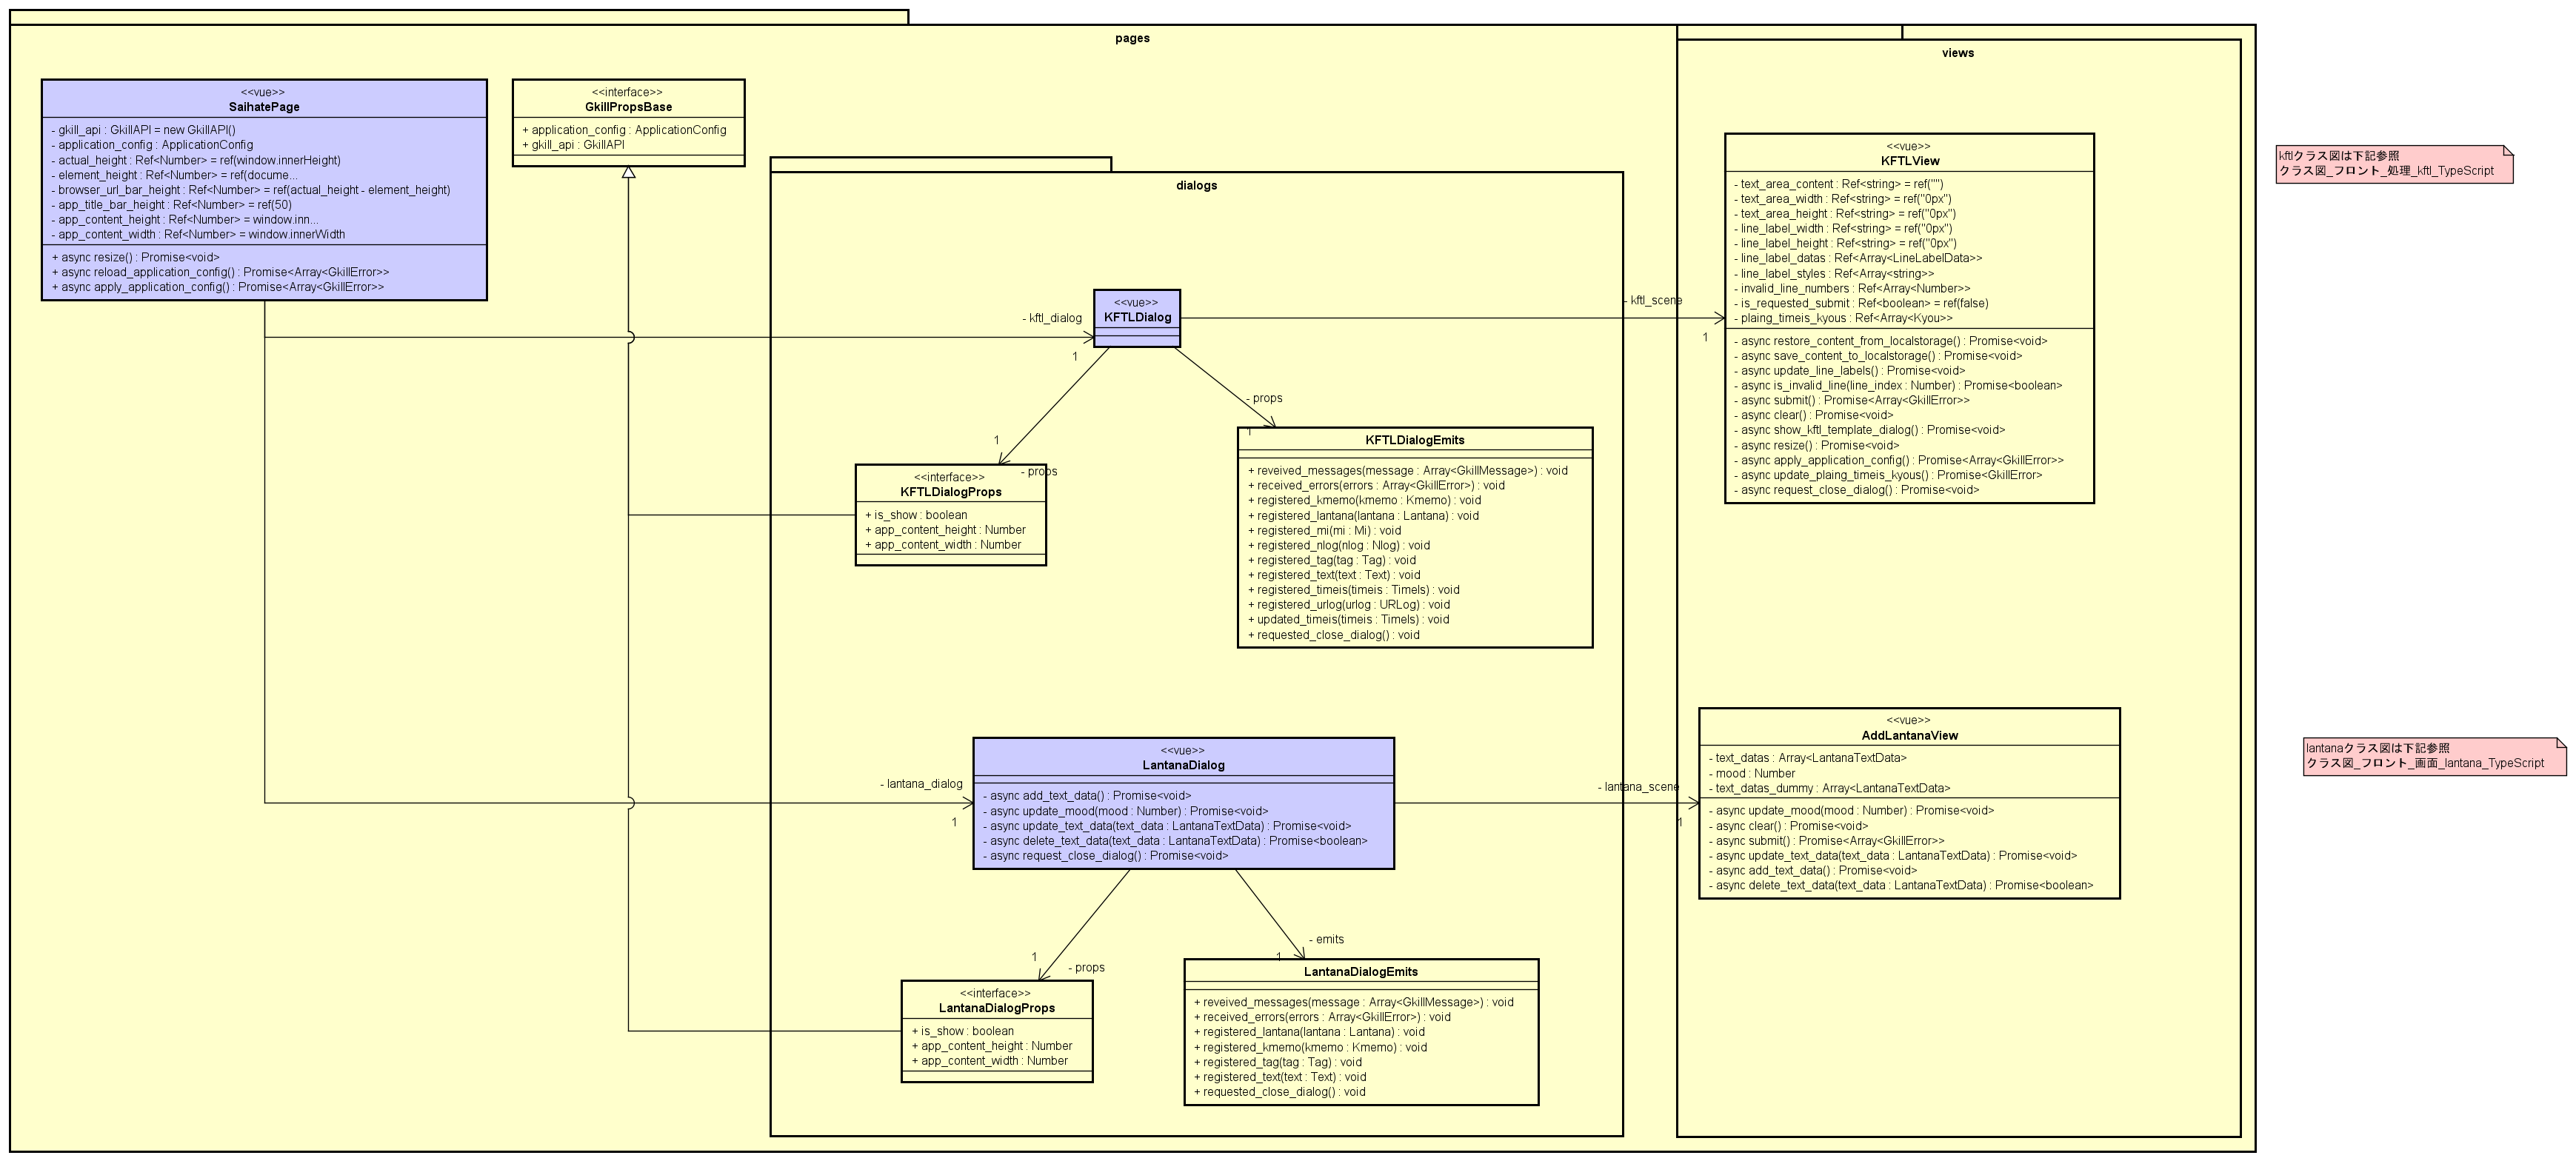 pages
<<vue>>
SaihatePage
- gkill_api : GkillAPI = new GkillAPI()
- application_config : ApplicationConfig
- actual_height : Ref<Number> = ref(window.innerHeight)
- element_height : Ref<Number> = ref(docume...
- browser_url_bar_height : Ref<Number> = ref(actual_height - element_height)
- app_title_bar_height : Ref<Number> = ref(50)
- app_content_height : Ref<Number> = window.inn...
- app_content_width : Ref<Number> = window.innerWidth
+ async resize() : Promise<void>
+ async reload_application_config() : Promise<Array<GkillError>>
+ async apply_application_config() : Promise<Array<GkillError>>
<<interface>>
GkillPropsBase
+ application_config : ApplicationConfig
+ gkill_api : GkillAPI
dialogs
- kftl_dialog
1
<<vue>>
KFTLDialog
- kftl_scene
1
- props
1
1
- props
<<interface>>
KFTLDialogProps
+ is_show : boolean
+ app_content_height : Number
+ app_content_width : Number
KFTLDialogEmits
+ reveived_messages(message : Array<GkillMessage>) : void
+ received_errors(errors : Array<GkillError>) : void
+ registered_kmemo(kmemo : Kmemo) : void
+ registered_lantana(lantana : Lantana) : void
+ registered_mi(mi : Mi) : void
+ registered_nlog(nlog : Nlog) : void
+ registered_tag(tag : Tag) : void
+ registered_text(text : Text) : void
+ registered_timeis(timeis : TimeIs) : void
+ registered_urlog(urlog : URLog) : void
+ updated_timeis(timeis : TimeIs) : void
+ requested_close_dialog() : void
- lantana_dialog
1
<<vue>>
LantanaDialog
- async add_text_data() : Promise<void>
- async update_mood(mood : Number) : Promise<void>
- async update_text_data(text_data : LantanaTextData) : Promise<void>
- async delete_text_data(text_data : LantanaTextData) : Promise<boolean>
- async request_close_dialog() : Promise<void>
- lantana_scene
1
1
- props
- emits
1
<<interface>>
LantanaDialogProps
+ is_show : boolean
+ app_content_height : Number
+ app_content_width : Number
LantanaDialogEmits
+ reveived_messages(message : Array<GkillMessage>) : void
+ received_errors(errors : Array<GkillError>) : void
+ registered_lantana(lantana : Lantana) : void
+ registered_kmemo(kmemo : Kmemo) : void
+ registered_tag(tag : Tag) : void
+ registered_text(text : Text) : void
+ requested_close_dialog() : void
views
<<vue>>
KFTLView
- text_area_content : Ref<string> = ref("")
- text_area_width : Ref<string> = ref("0px")
- text_area_height : Ref<string> = ref("0px")
- line_label_width : Ref<string> = ref("0px")
- line_label_height : Ref<string> = ref("0px")
- line_label_datas : Ref<Array<LineLabelData>>
- line_label_styles : Ref<Array<string>>
- invalid_line_numbers : Ref<Array<Number>>
- is_requested_submit : Ref<boolean> = ref(false)
- plaing_timeis_kyous : Ref<Array<Kyou>>
- async restore_content_from_localstorage() : Promise<void>
- async save_content_to_localstorage() : Promise<void>
- async update_line_labels() : Promise<void>
- async is_invalid_line(line_index : Number) : Promise<boolean>
- async submit() : Promise<Array<GkillError>>
- async clear() : Promise<void>
- async show_kftl_template_dialog() : Promise<void>
- async resize() : Promise<void>
- async apply_application_config() : Promise<Array<GkillError>>
- async update_plaing_timeis_kyous() : Promise<GkillError>
- async request_close_dialog() : Promise<void>
<<vue>>
AddLantanaView
- text_datas : Array<LantanaTextData>
- mood : Number
- text_datas_dummy : Array<LantanaTextData>
- async update_mood(mood : Number) : Promise<void>
- async clear() : Promise<void>
- async submit() : Promise<Array<GkillError>>
- async update_text_data(text_data : LantanaTextData) : Promise<void>
- async add_text_data() : Promise<void>
- async delete_text_data(text_data : LantanaTextData) : Promise<boolean>
kftlクラス図は下記参照
クラス図_フロント_処理_kftl_TypeScript
lantanaクラス図は下記参照
クラス図_フロント_画面_lantana_TypeScript